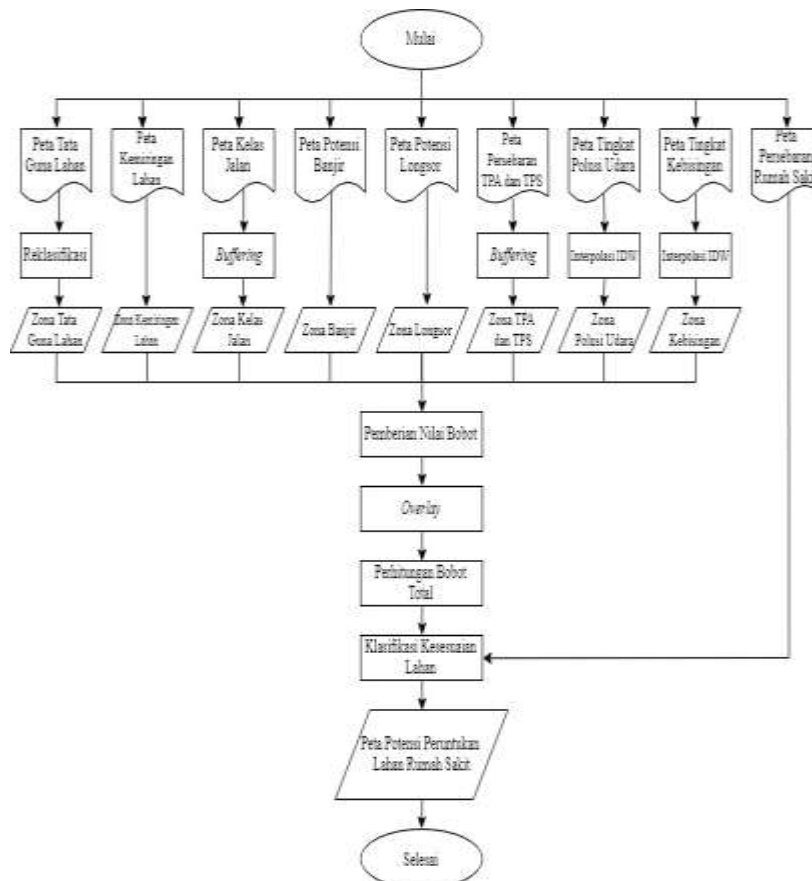 Mulai
Peta Tata
Guna Lahan
Peta
Kemiringan
Lahan
Peta Kelas
Jalan
Peta Potensi
Banjir
Peta Potensi
Longsor
Peta
Persebaran
TPA dan TPS
Peta Tingkat
Polusi Udara
Peta Tingkat
Kebisingan
Peta
Persebaran
Rumah Sakit
Reklasifikasi
Buffering
Buffering
Interpolasi IDW
Interpolasi IDW
Zona Tata
Guna Lahan
Zona Kemiringan
Lahan
Zona Kelas
Jalan
Zona Banjir
Zona Longsor
Zona TPA
dan TPS
Zona
Polusi Udara
Zona
Kebisingan
Pemberian Nilai Bobot
Overlay
Perhitungan Bobot
Total
Klasifikasi Kesesuaian
Lahan
Peta Potensi Peruntukan
Lahan Rumah Sakit
Selesai